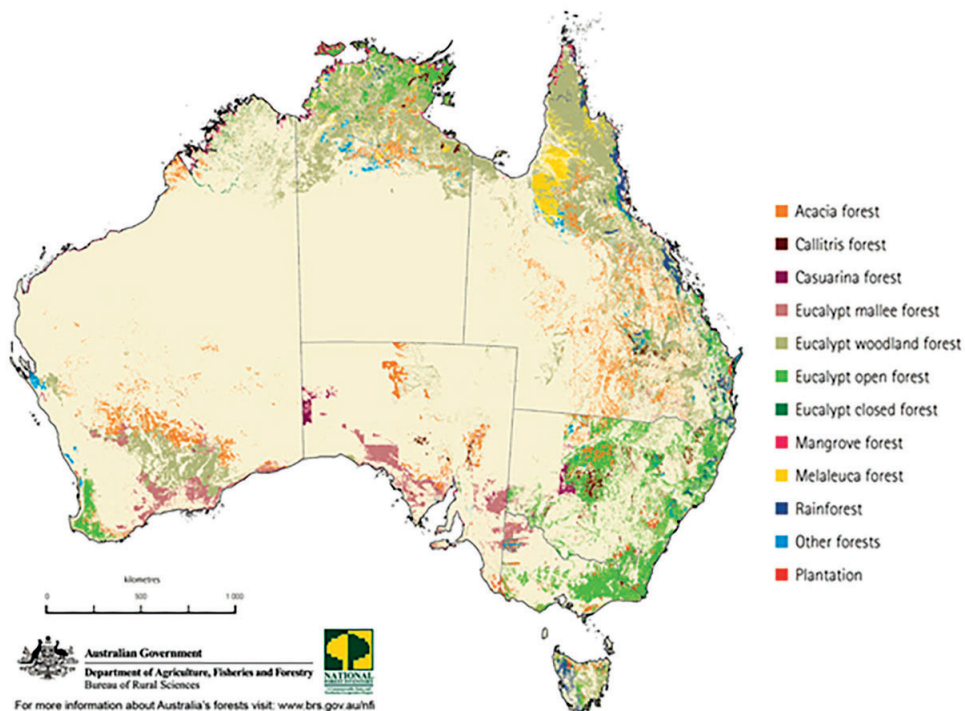 Acacia forest
Callitris forest
Casuarina forest
Eucalypt mallee forest
Eucalypt woodland forest
Eucalypt open forest
Eucalypt closed forest
Mangrove forest
Melaleuca forest
Rainforest
Other forests
Plantation
kilometres
0 500 1 000
Australian Government
Department of Agriculture, Fisheries and Forestry
Bureau of Rural Sciences
NATIONAL
FOREST INVENTORY
For more information about Australia's forests visit: www.brs.gov.au/nfi